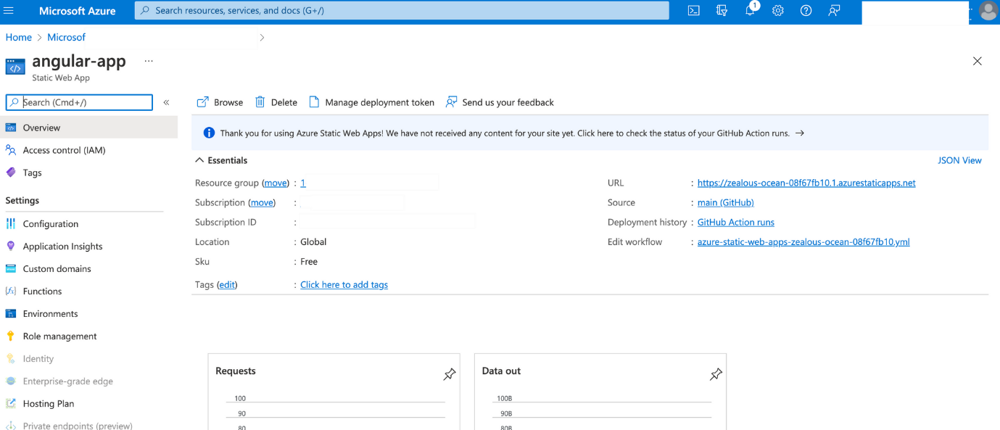 Microsoft Azure
Search resources, services, and docs (G+/)
1
Home > Microsof >
angular-app ...
Static Web App
Search (Cmd+/)
«
Overview
Access control (IAM)
Tags
Settings
Configuration
Application Insights
Custom domains
Functions
Environments
Role management
Identity
Enterprise-grade edge
Hosting Plan
Private endpoints (preview)
Browse Delete Manage deployment token Send us your feedback
Thank you for using Azure Static Web Apps! We have not received any content for your site yet. Click here to check the status of your GitHub Action runs. →
Essentials
JSON View
Resource group (move) : 1
Subscription (move) :
Subscription ID :
Location : Global
Sku : Free
Tags (edit) : Click here to add tags
URL : https://zealous-ocean-08f67fb10.1.azurestaticapps.net
Source : main (GitHub)
Deployment history : GitHub Action runs
Edit workflow : azure-static-web-apps-zealous-ocean-08f67fb10.yml
Requests
100
90
80
Data out
100B
90B
80B